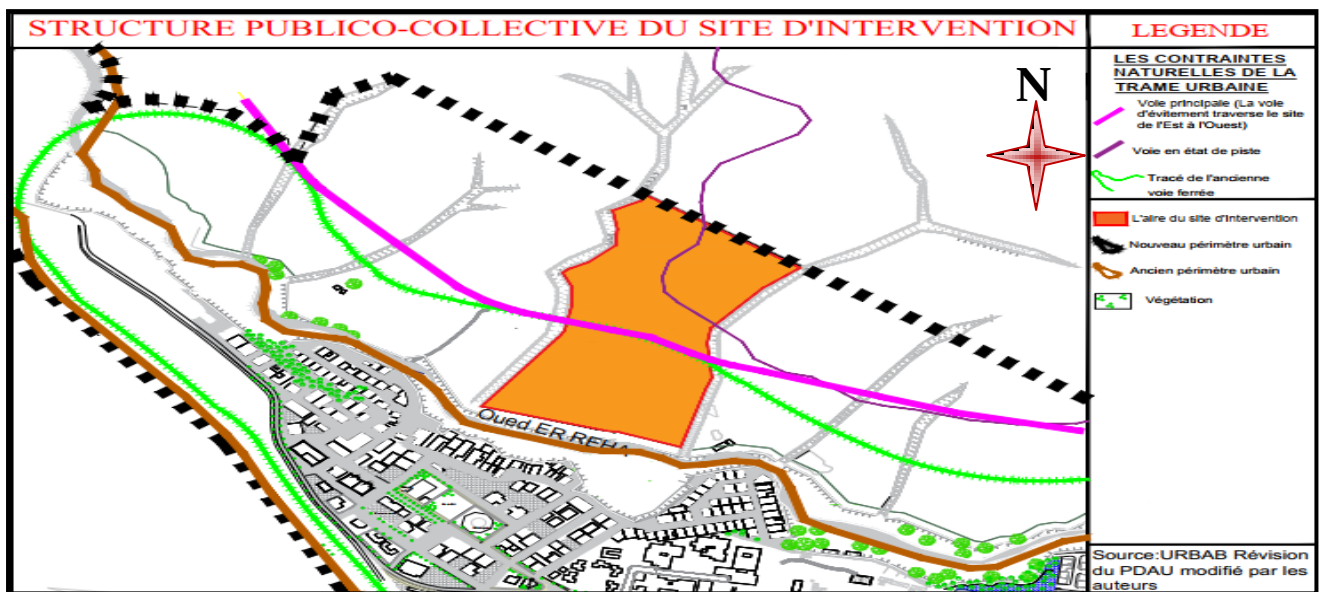 STRUCTURE PUBLICO-COLLECTIVE DU SITE D'INTERVENTION
N
Oued ER REHA
LEGENDE
LES CONTRAINTES
NATURELLES DE LA
TRAME URBAINE
Voie principale (La voie
d'évitement traverse le site
de l'Est à l'Ouest)
Voie en état de piste
Tracé de l'ancienne
voie ferrée
L'aire du site d'Intervention
Nouveau périmètre urbain
Ancien périmètre urbain
Végétation
Source:URBAB Révision
du PDAU modifié par les
auteurs